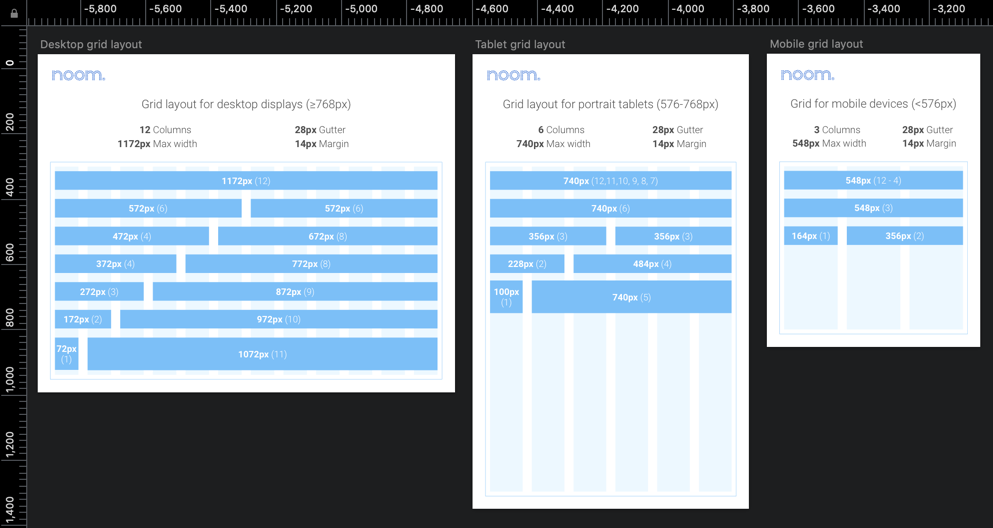 -5,800 -5,600 -5,400 -5,200 -5,000 -4,800 -4,600 -4,400 -4,200 -4,000 -3,800 -3,600 -3,400 -3,200
0
200
400
600
800
1,000
1,200
1,400
Desktop grid layout
noom.
Grid layout for desktop displays (≥768px)
12 Columns 28px Gutter
1172px Max width 14px Margin
1172px (12)
572px (6) 572px (6)
472px (4) 672px (8)
372px (4) 772px (8)
272px (3) 872px (9)
172px (2) 972px (10)
72px
(1)
1072px (11)
Tablet grid layout
noom.
Grid layout for portrait tablets (576-768px)
6 Columns 28px Gutter
740px Max width 14px Margin
740px (12,11,10, 9, 8, 7)
740px (6)
356px (3) 356px (3)
228px (2) 484px (4)
100px
(1)
740px (5)
Mobile grid layout
noom.
Grid for mobile devices (<576px)
3 Columns 28px Gutter
548px Max width 14px Margin
548px (12 - 4)
548px (3)
164px (1) 356px (2)